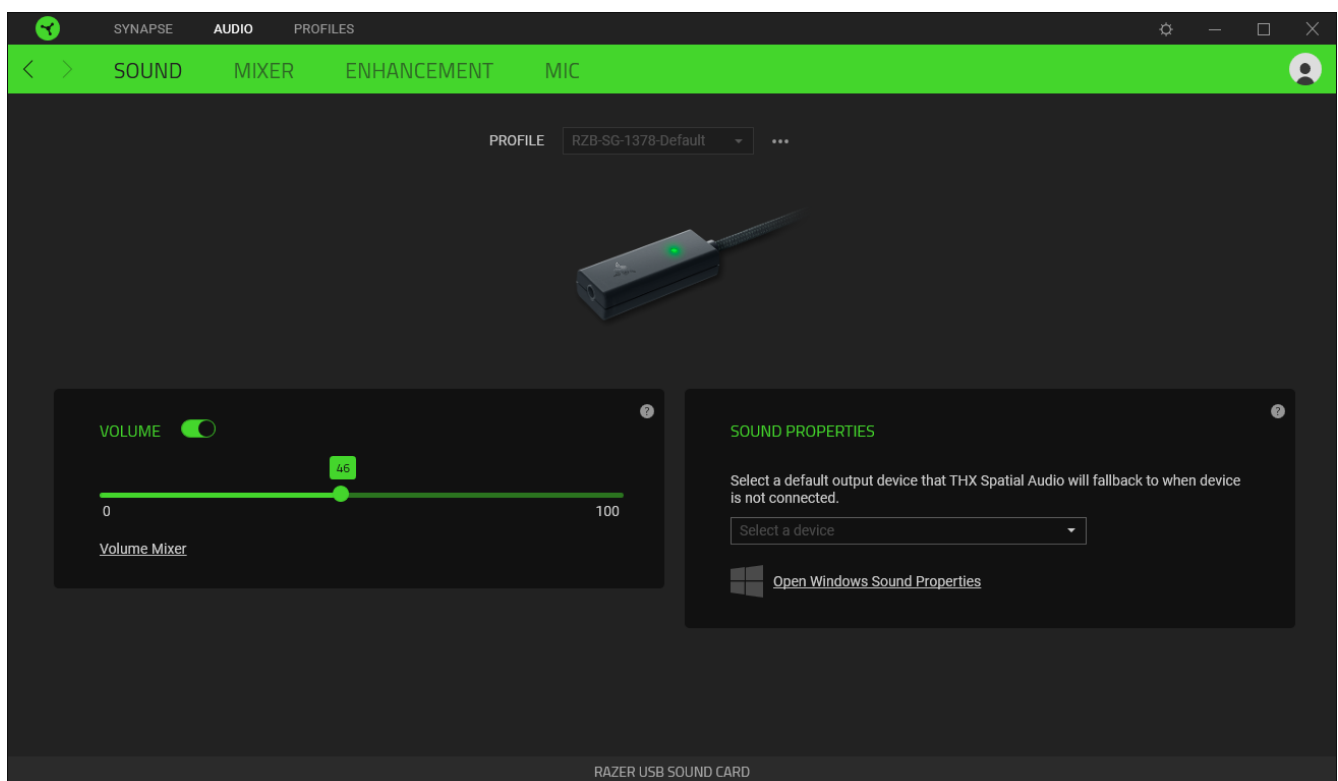 SYNAPSE AUDIO PROFILES
SOUND MIXER ENHANCEMENT MIC
PROFILE RZB-SG-1378-Default
VOLUME
46
0 100
Volume Mixer
SOUND PROPERTIES
Select a default output device that THX Spatial Audio will fallback to when device
is not connected.
Select a device
Open Windows Sound Properties
RAZER USB SOUND CARD